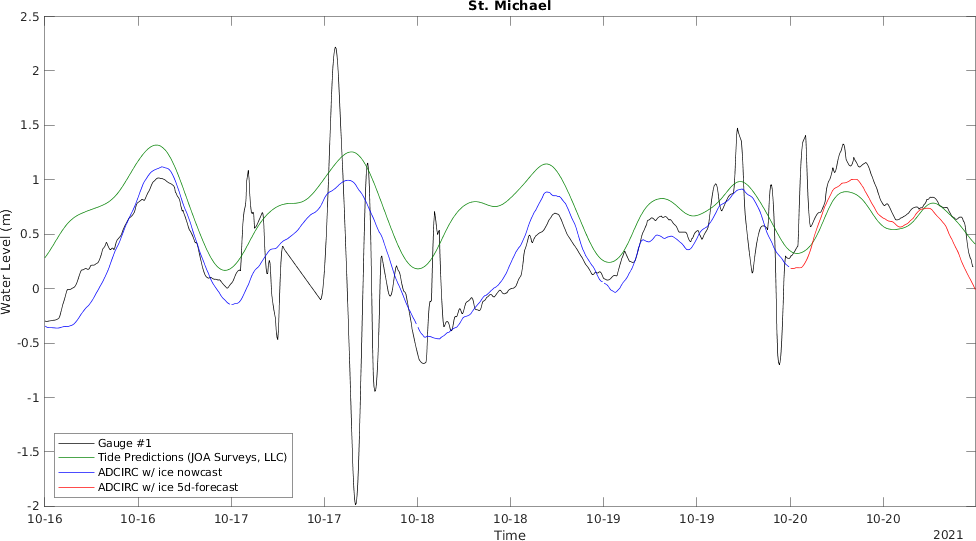 St. Michael
2.5
2
1.5
1
0.5
0
-0.5
-1
-1.5
-2
Water Level (m)
Gauge #1
Tide Predictions (JOA Surveys, LLC)
ADCIRC w/ ice nowcast
ADCIRC w/ ice 5d-forecast
10-16 10-16 10-17 10-17 10-18 10-18 10-19 10-19 10-20 10-20
Time
2021